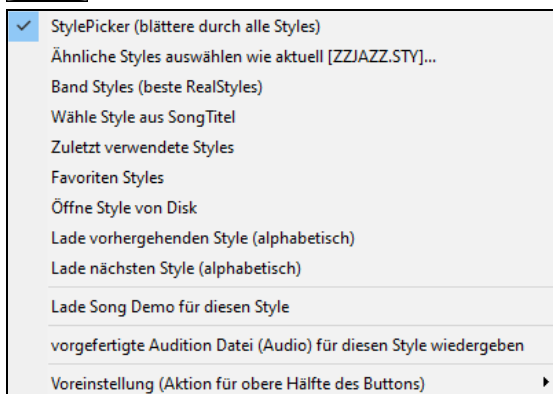 StylePicker (blättere durch alle Styles)
Ähnliche Styles auswählen wie aktuell [ZZJAZZ.STY]...
Band Styles (beste RealStyles)
Wähle Style aus SongTitel
Zuletzt verwendete Styles
Favoriten Styles
Öffne Style von Disk
Lade vorhergehenden Style (alphabetisch)
Lade nächsten Style (alphabetisch)
Lade Song Demo für diesen Style
vorgefertigte Audition Datei (Audio) für diesen Style wiedergeben
Voreinstellung (Aktion für obere Hälfte des Buttons)